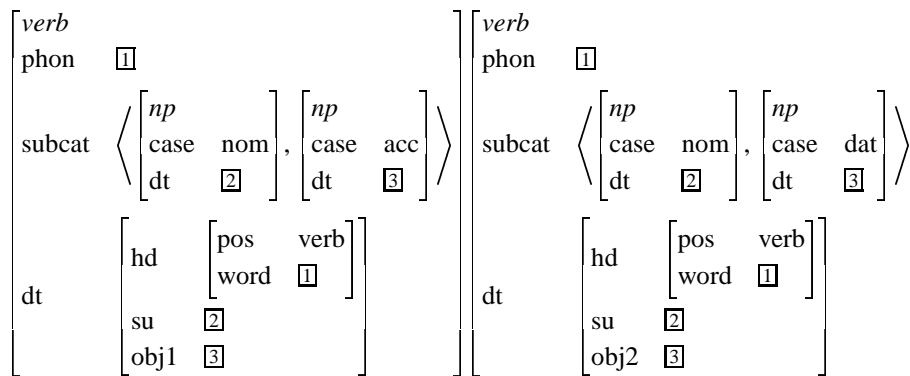 verb verb
phon 1 phon 1
np np np np
subcat ⟨ case nom , case acc ⟩ subcat ⟨ case nom , case dat ⟩
dt 2 dt 3 dt 2 dt 3
pos verb pos verb
hd hd
word 1 word 1
dt dt
su 2 su 2
obj1 3 obj2 3